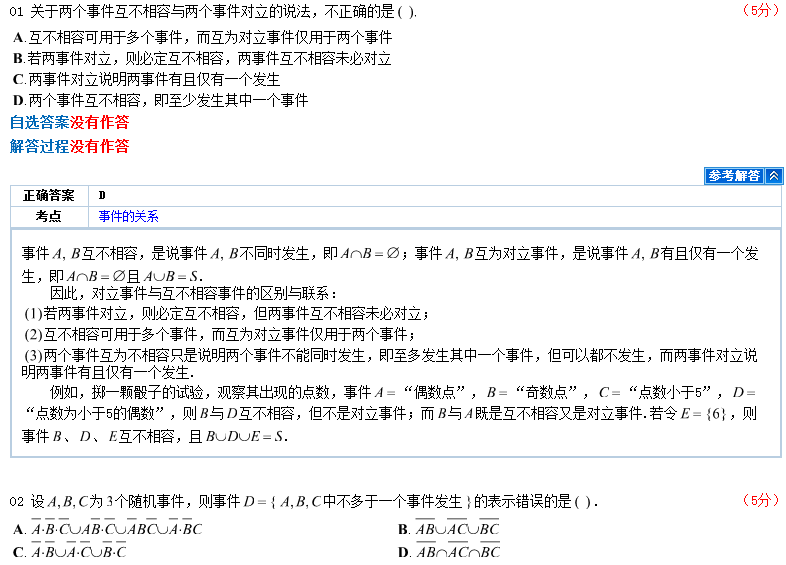 01 关于两个事件互不相容与两个事件对立的说法，不正确的是 ( ). （5分）
A.互不相容可用于多个事件，而互为对立事件仅用于两个事件
B.若两事件对立，则必定互不相容，两事件互不相容未必对立
C.两事件对立说明两事件有且仅有一个发生
D.两个事件互不相容，即至少发生其中一个事件
自选答案没有作答
解答过程没有作答
参考解答
正确答案 D
考点 事件的关系
事件 A, B互不相容，是说事件 A, B不同时发生，即 A∩B = ∅；事件 A, B互为对立事件，是说事件 A, B有且仅有一个发
生，即 A∩B = ∅且 A∪B = S.
因此，对立事件与互不相容事件的区别与联系：
(1)若两事件对立，则必定互不相容，但两事件互不相容未必对立；
(2)互不相容可用于多个事件，而互为对立事件仅用于两个事件；
(3)两个事件互为不相容只是说明两个事件不能同时发生，即至多发生其中一个事件，但可以都不发生，而两事件对立说
明两事件有且仅有一个发生.
例如，掷一颗骰子的试验，观察其出现的点数，事件 A = “偶数点”，B = “奇数点”，C = “点数小于5”，D =
“点数为小于5的偶数”，则 B与 D互不相容，但不是对立事件；而 B与 A既是互不相容又是对立事件.若令 E = {6}，则
事件 B、D、E互不相容，且 B∪D∪E = S.
02 设 A, B, C为 3个随机事件，则事件 D = { A, B, C中不多于一个事件发生 }的表示错误的是 ( ). （5分）
A. A̅·B̅·C̅∪AB̅·C̅∪A̅BC̅∪A̅·B̅C
B. A̅B̅∪A̅C̅∪B̅C̅
C. A̅·B̅∪A̅·C̅∪B̅·C̅
D. A̅B̅∩A̅C̅∩B̅C̅